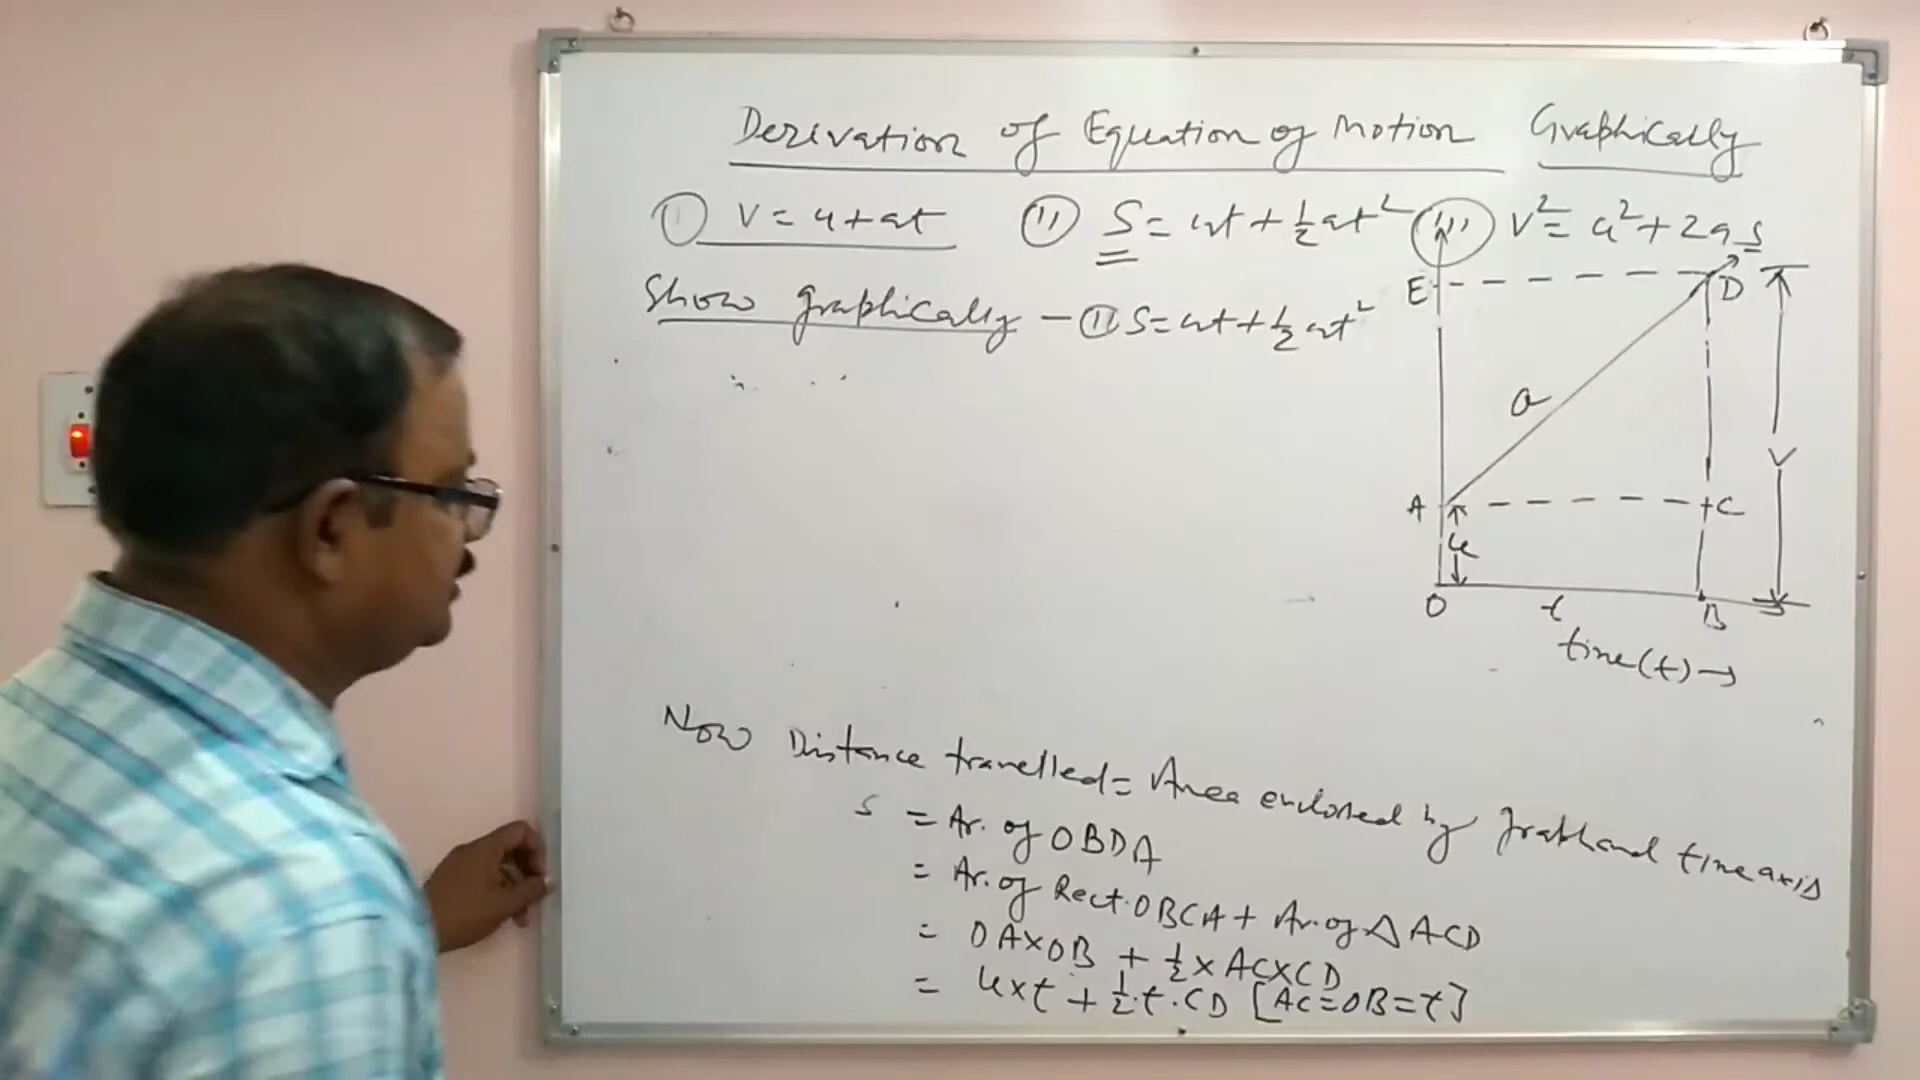 Derivation of Equation of Motion Graphically
(I) v = u + at (II) S = ut + ½at² (III) v² = u² + 2as
Show graphically - (II) S = ut + ½at²
E
D
a
v
A
C
u
O
t
B
time(t) →
Now Distance travelled = Area enclosed by graph and time axis
S = Ar. of OBDA
= Ar. of Rect. OBCA + Ar. of △ ACD
= OA×OB + ½×AC×CD
= u×t + ½·t·CD [AC=OB=t]